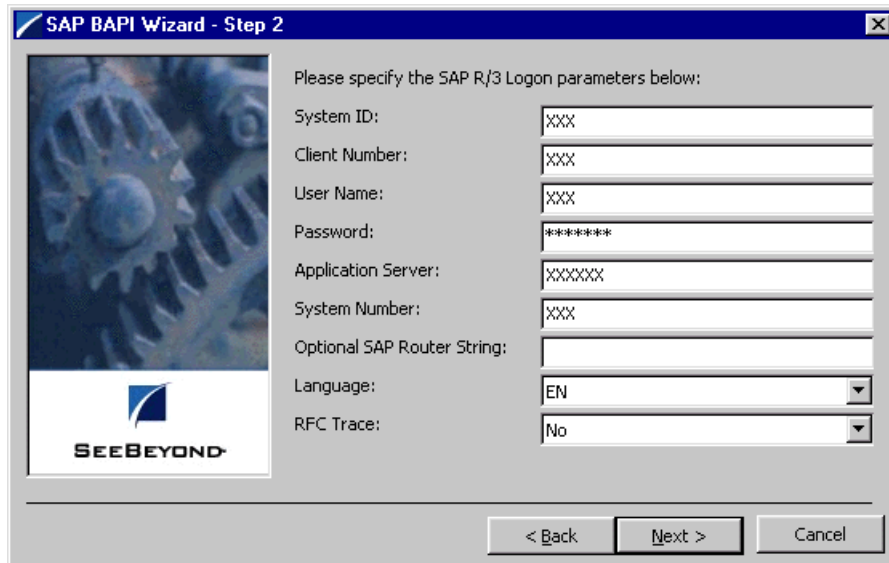 SAP BAPI Wizard - Step 2
Please specify the SAP R/3 Logon parameters below:
System ID: XXX
Client Number: XXX
User Name: XXX
Password: *******
Application Server: XXXXXX
System Number: XXX
Optional SAP Router String:
Language: EN
RFC Trace: No
SEEBEYOND
< Back Next > Cancel